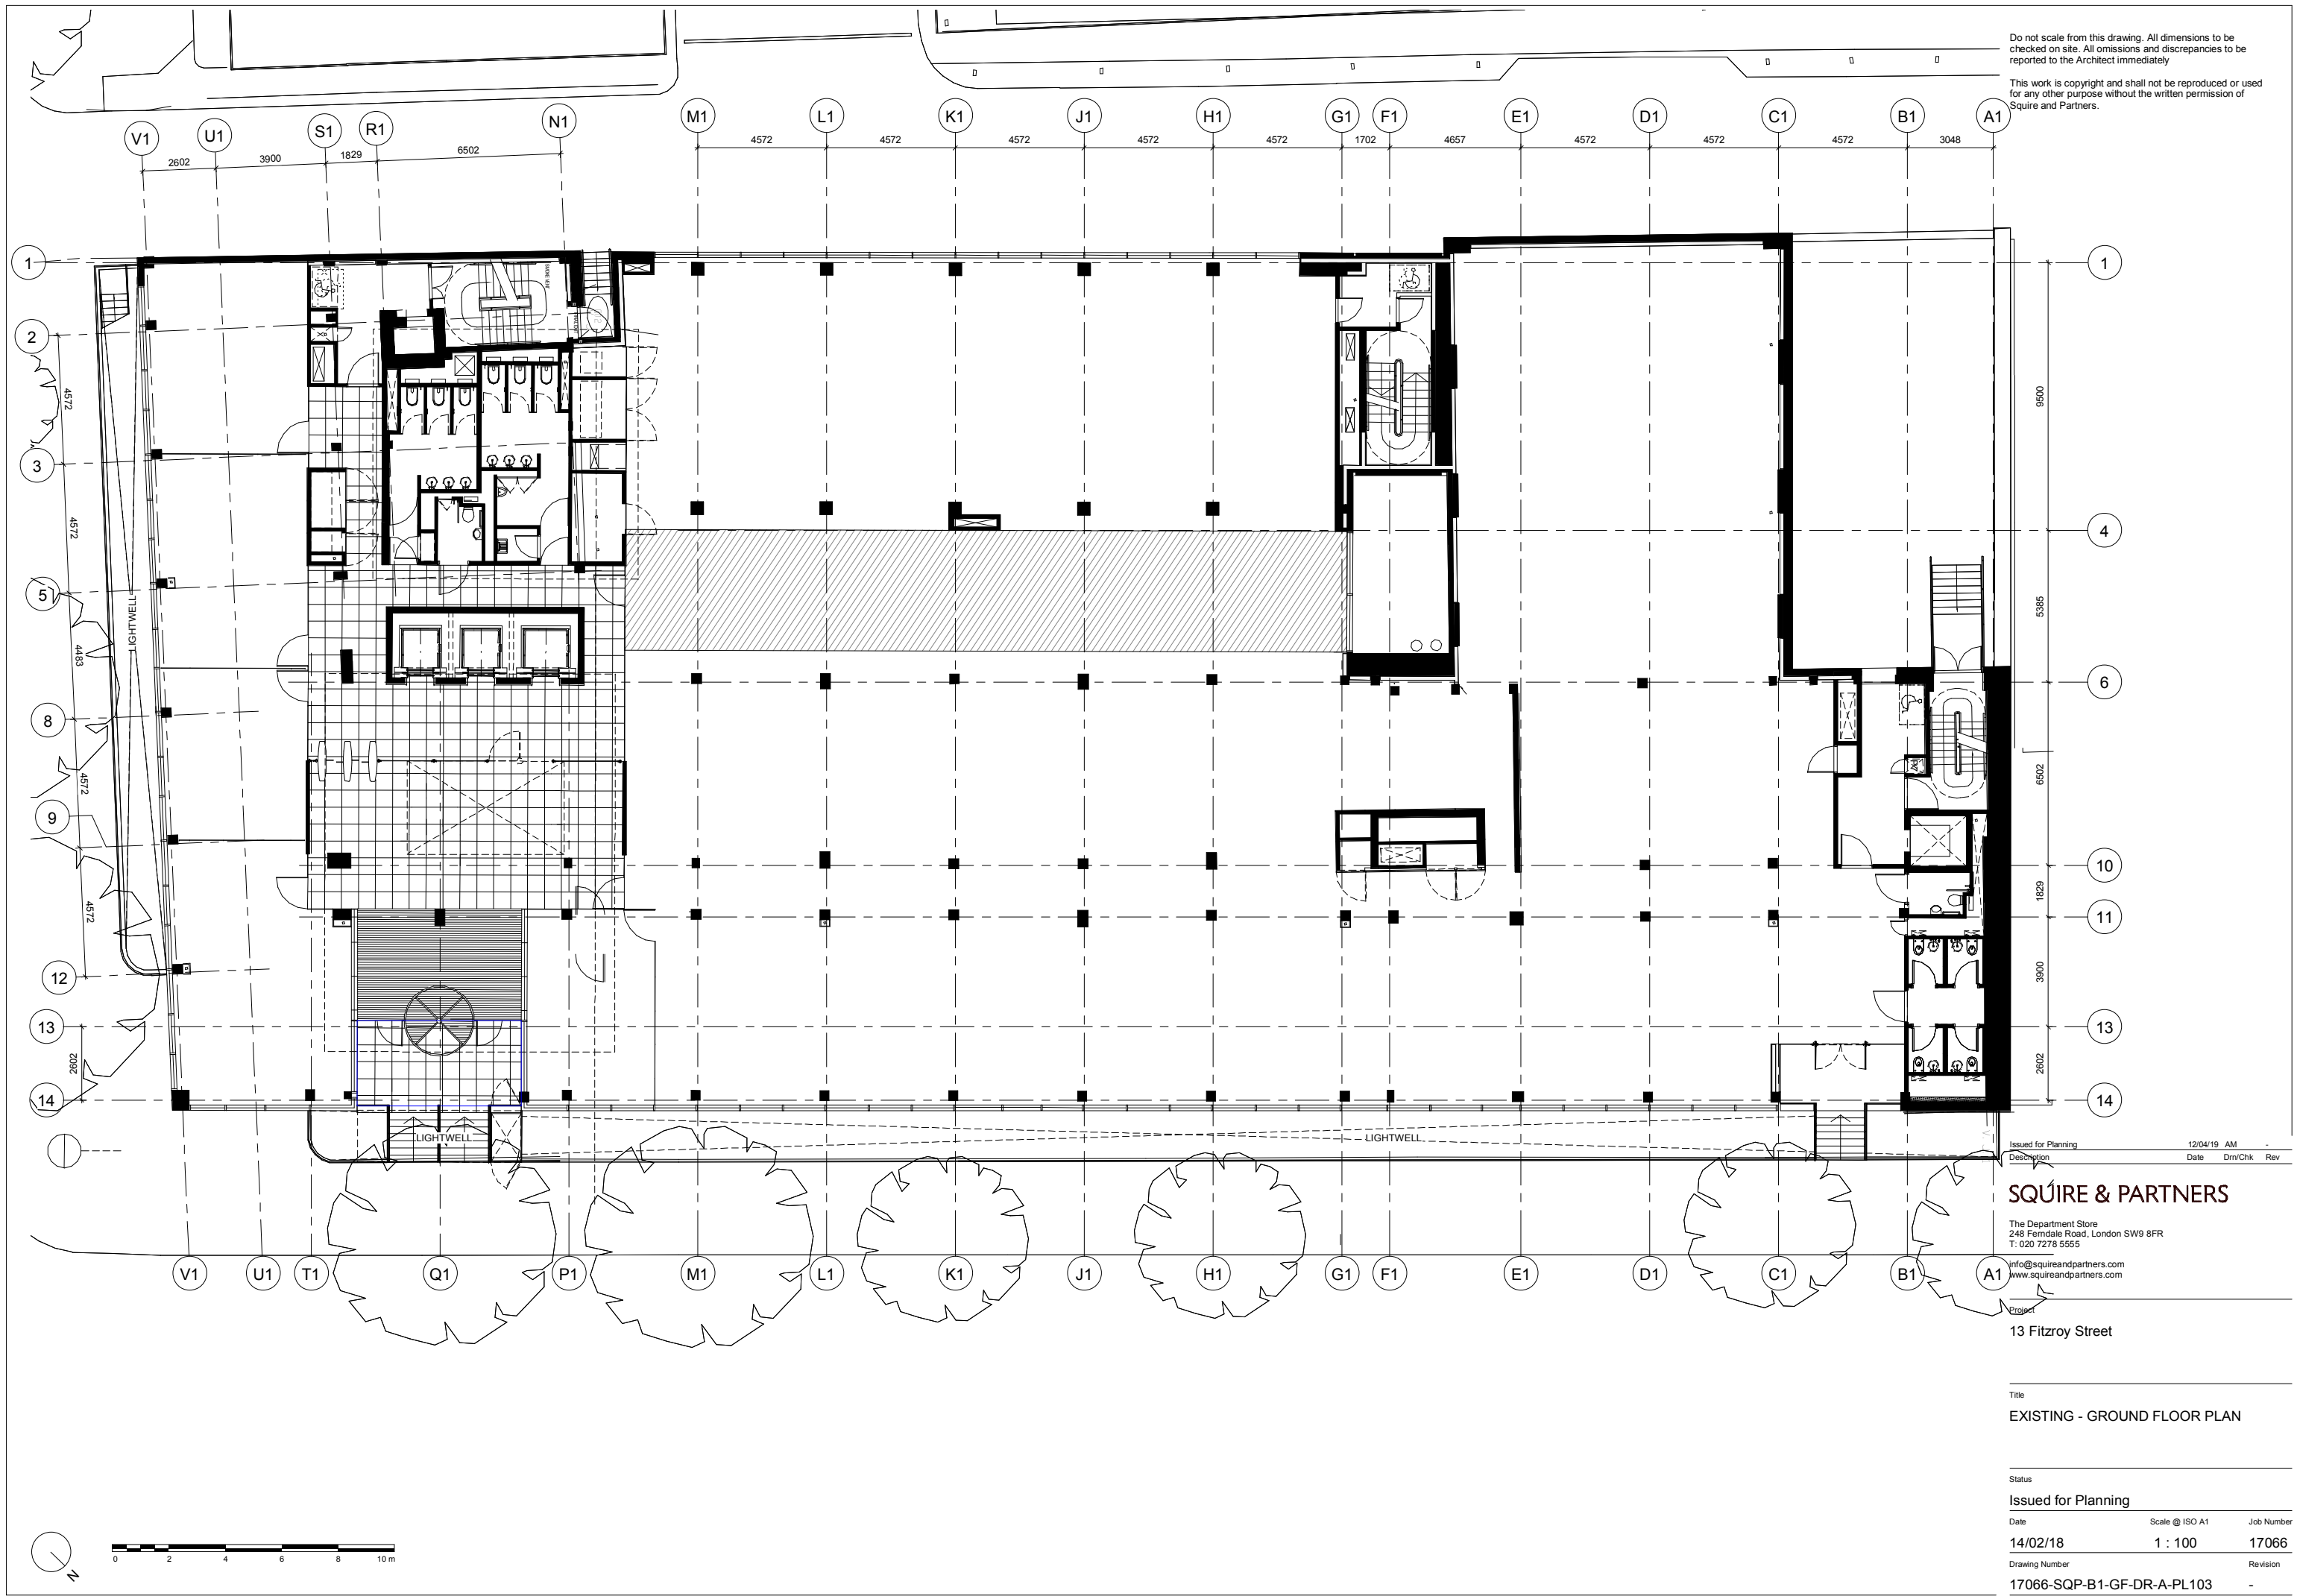 Do not scale from this drawing. All dimensions to be
checked on site. All omissions and discrepancies to be
reported to the Architect immediately
This work is copyright and shall not be reproduced or used
for any other purpose without the written permission of
Squire and Partners.
V1 U1 S1 R1 N1 M1 L1 K1 J1 H1 G1 F1 E1 D1 C1 B1 A1
2602 3900 1829 6502 4572 4572 4572 4572 4572 1702 4657 4572 4572 4572 3048
1
2
3
5
8
9
12
13
14
4572
4572
4483
4572
4572
2602
1
4
6
10
11
13
14
9500
5385
6502
1829
3900
2602
LIGHTWELL
LIGHTWELL
LIGHTWELL
V1 U1 T1 Q1 P1 M1 L1 K1 J1 H1 G1 F1 E1 D1 C1 B1 A1
Issued for Planning 12/04/19 AM -
Description Date Drn/Chk Rev
SQUIRE & PARTNERS
The Department Store
248 Ferndale Road, London SW9 8FR
T: 020 7278 5555
info@squireandpartners.com
www.squireandpartners.com
Project
13 Fitzroy Street
Title
EXISTING - GROUND FLOOR PLAN
Status
Issued for Planning
Date Scale @ ISO A1 Job Number
14/02/18 1 : 100 17066
Drawing Number Revision
17066-SQP-B1-GF-DR-A-PL103 -
N
0 2 4 6 8 10 m